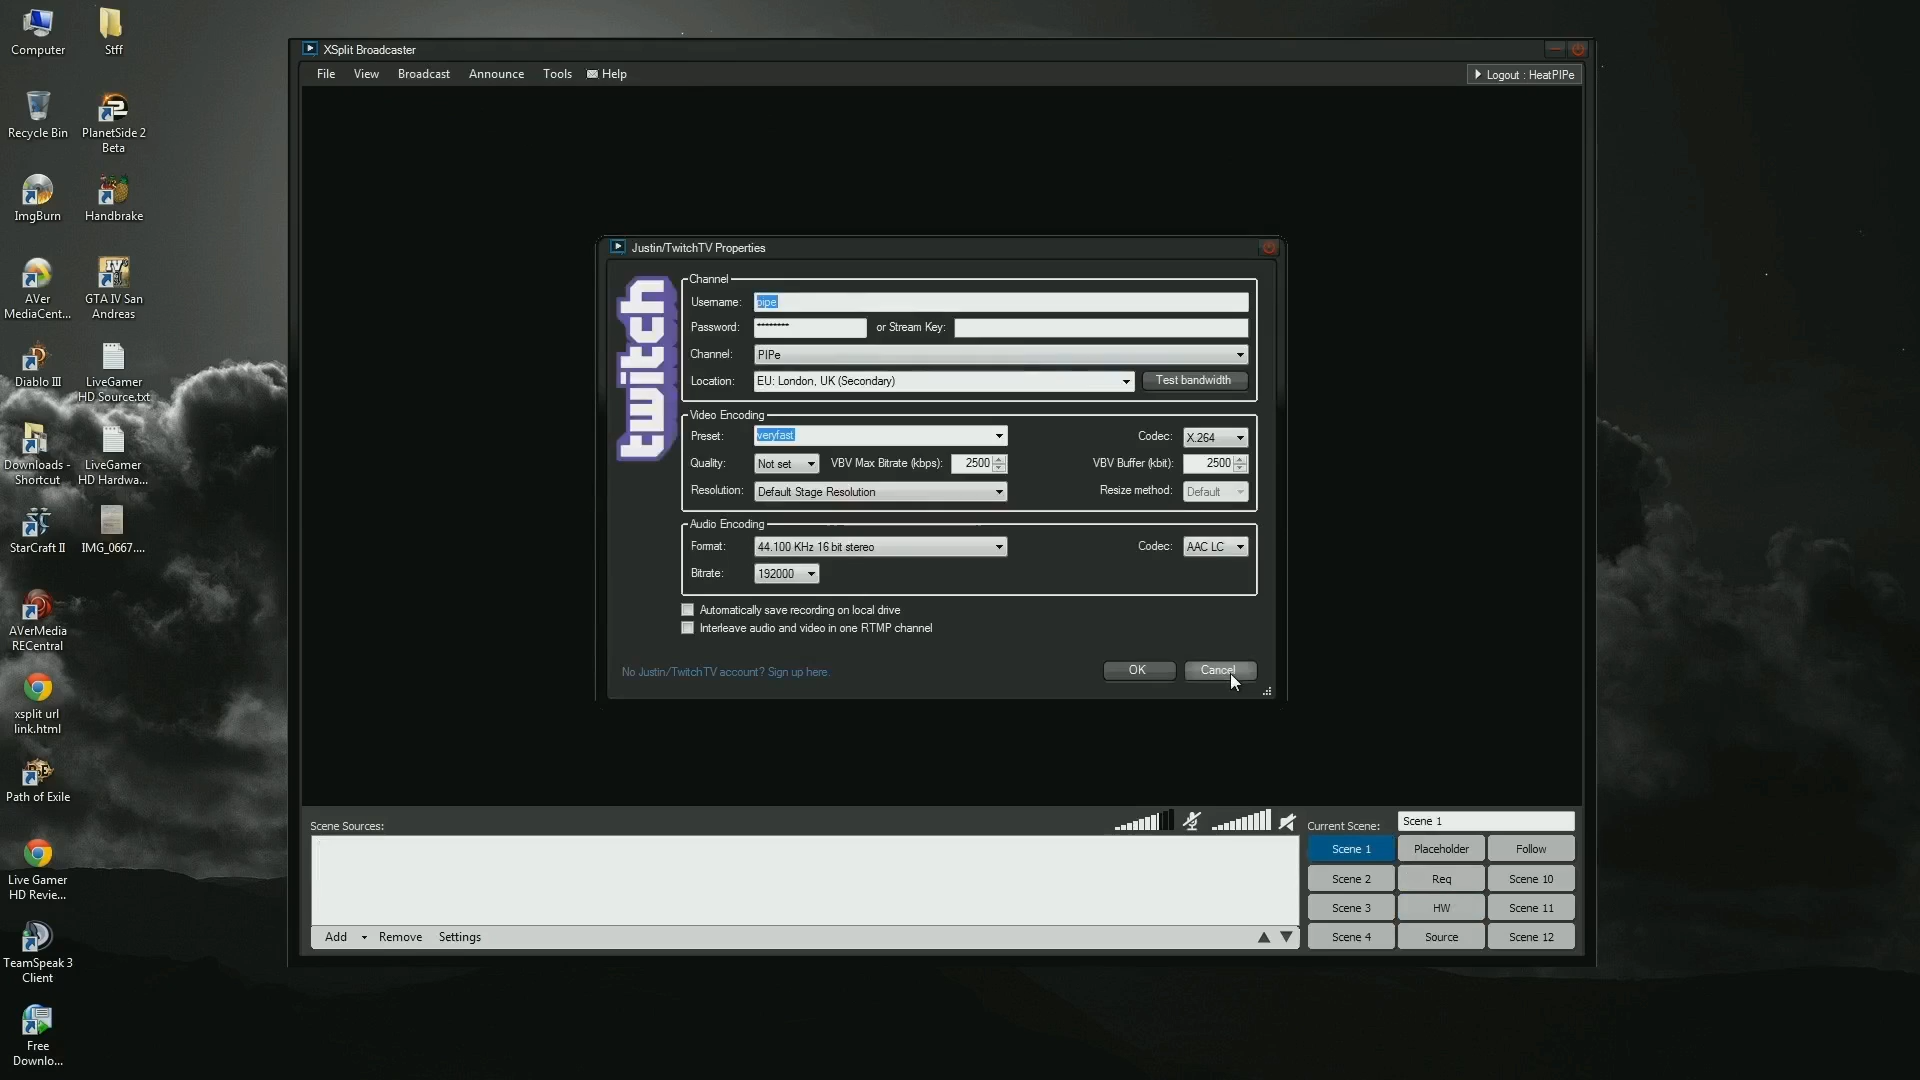 Computer
Stff
Recycle Bin
PlanetSide 2
Beta
ImgBurn
Handbrake
AVer
MediaCent...
GTA IV San
Andreas
Diablo III
LiveGamer
HD Source.txt
Downloads -
Shortcut
LiveGamer
HD Hardwa...
StarCraft II
IMG_0667....
AVerMedia
RECentral
xsplit url
link.html
Path of Exile
Live Gamer
HD Revie...
TeamSpeak 3
Client
Free
Downlo...
XSplit Broadcaster
File View Broadcast Announce Tools Help
Logout : HeatPIPe
Justin/TwitchTV Properties
twitch
Channel
Username: pipe
Password: ******** or Stream Key:
Channel: PIPe
Location: EU: London, UK (Secondary) Test bandwidth
Video Encoding
Preset: veryfast Codec: X.264
Quality: Not set VBV Max Bitrate (kbps): 2500 VBV Buffer (kbit): 2500
Resolution: Default Stage Resolution Resize method: Default
Audio Encoding
Format: 44.100 KHz 16 bit stereo Codec: AAC LC
Bitrate: 192000
Automatically save recording on local drive
Interleave audio and video in one RTMP channel
No Justin/TwitchTV account? Sign up here.
OK Cancel
Scene Sources:
Current Scene: Scene 1
Scene 1 Placeholder Follow
Scene 2 Req Scene 10
Scene 3 HW Scene 11
Scene 4 Source Scene 12
Add Remove Settings